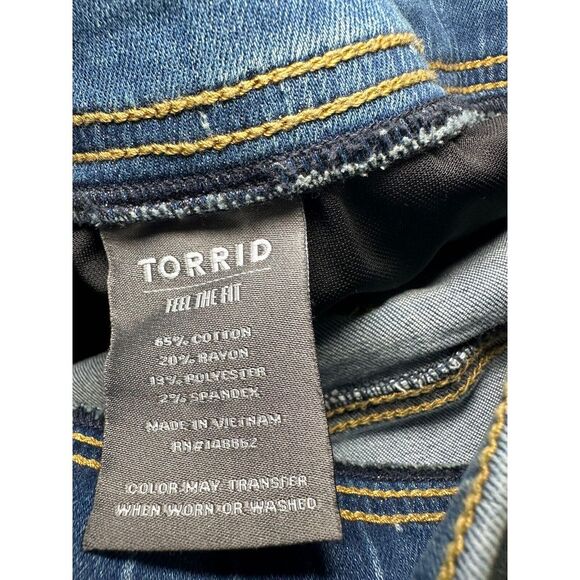 TORRID
FEEL THE FIT
65% COTTON
20% RAYON
13% POLYESTER
2% SPANDEX
MADE IN VIETNAM
RN#148862
COLOR MAY TRANSFER
WHEN WORN OR WASHED